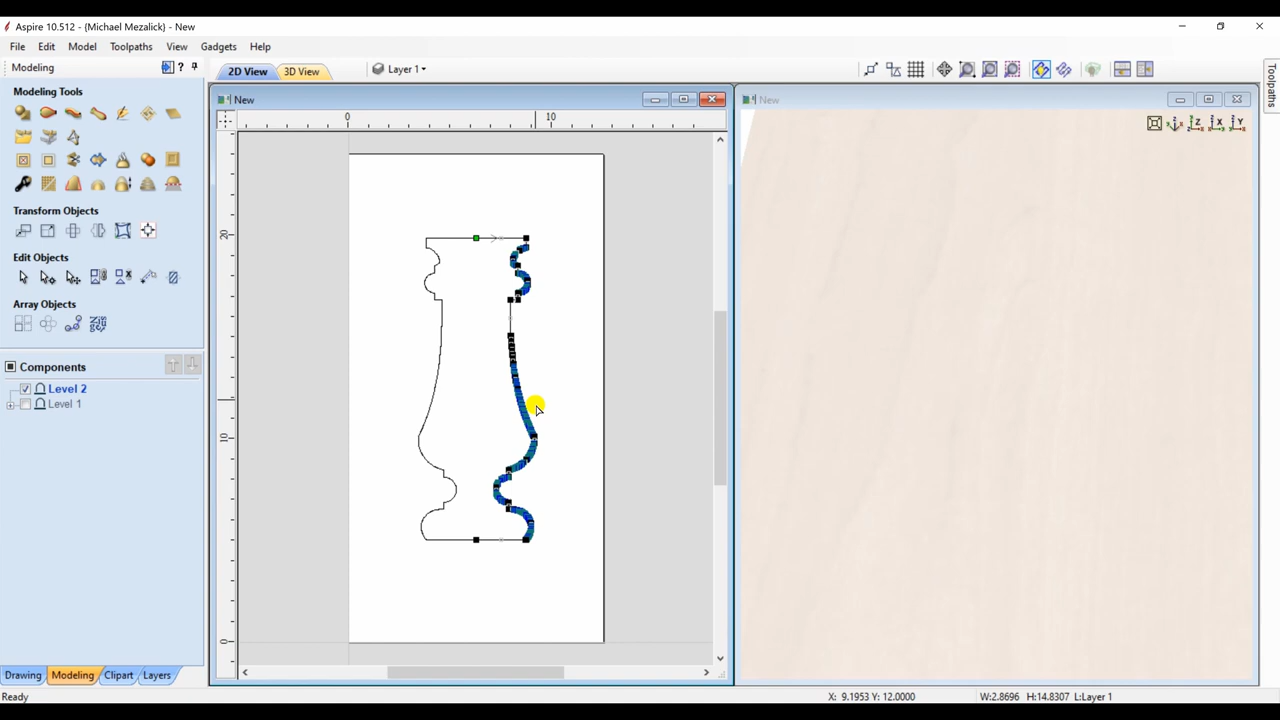 Aspire 10.512 - {Michael Mezalick} - New
File Edit Model Toolpaths View Gadgets Help
Modeling ?
2D View 3D View Layer 1
Toolpaths
Modeling Tools
New
New
0 10
Z X Y
20
10
0
Transform Objects
Edit Objects
Array Objects
Components
Level 2
Level 1
Drawing Modeling Clipart Layers
Ready
X: 9.1953 Y: 12.0000
W:2.8696 H:14.8307 L:Layer 1